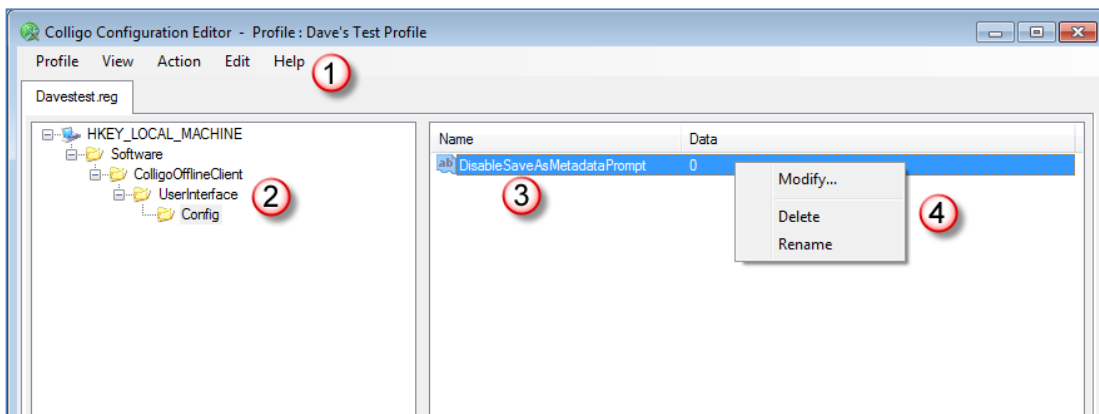 Colligo Configuration Editor - Profile : Dave's Test Profile
Profile View Action Edit Help
1
Davestest.reg
HKEY_LOCAL_MACHINE
Software
ColligoOfflineClient
UserInterface
2
Config
Name Data
ab DisableSaveAsMetadataPrompt 0
3
Modify...
Delete
Rename
4